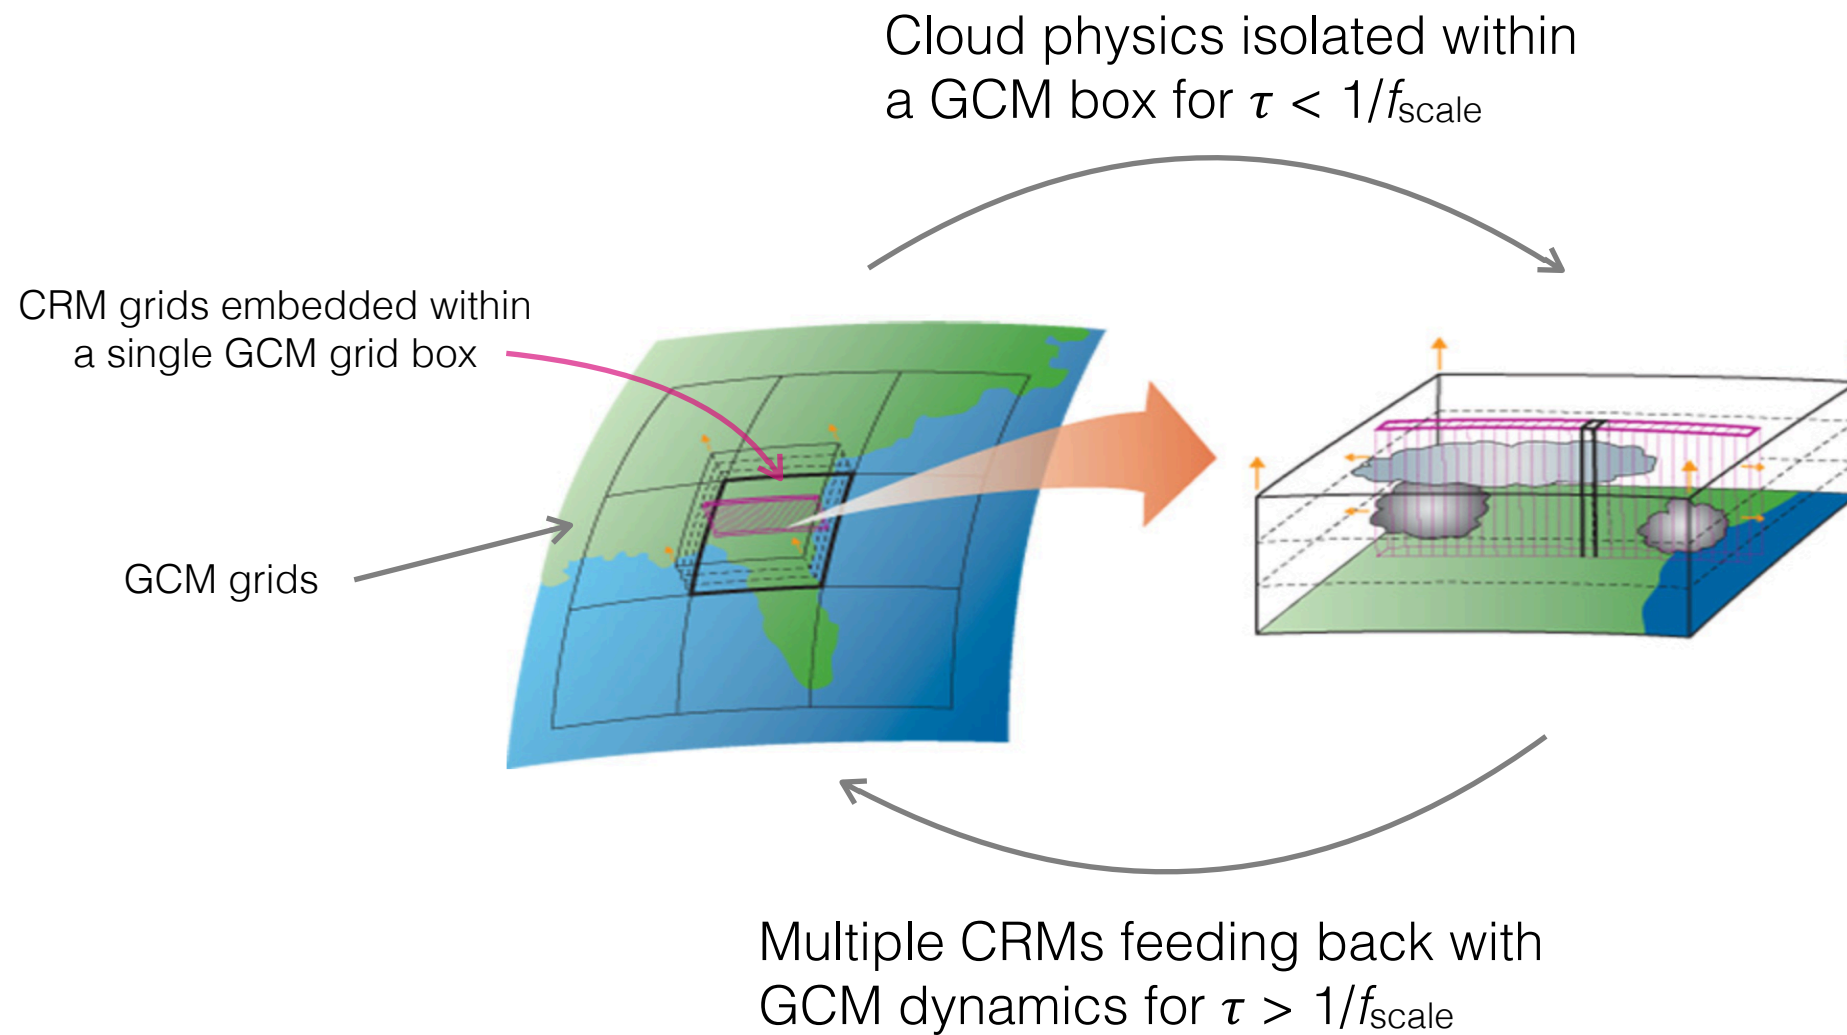 Cloud physics isolated within
a GCM box for τ < 1/fscale
CRM grids embedded within
a single GCM grid box
GCM grids
Multiple CRMs feeding back with
GCM dynamics for τ > 1/fscale